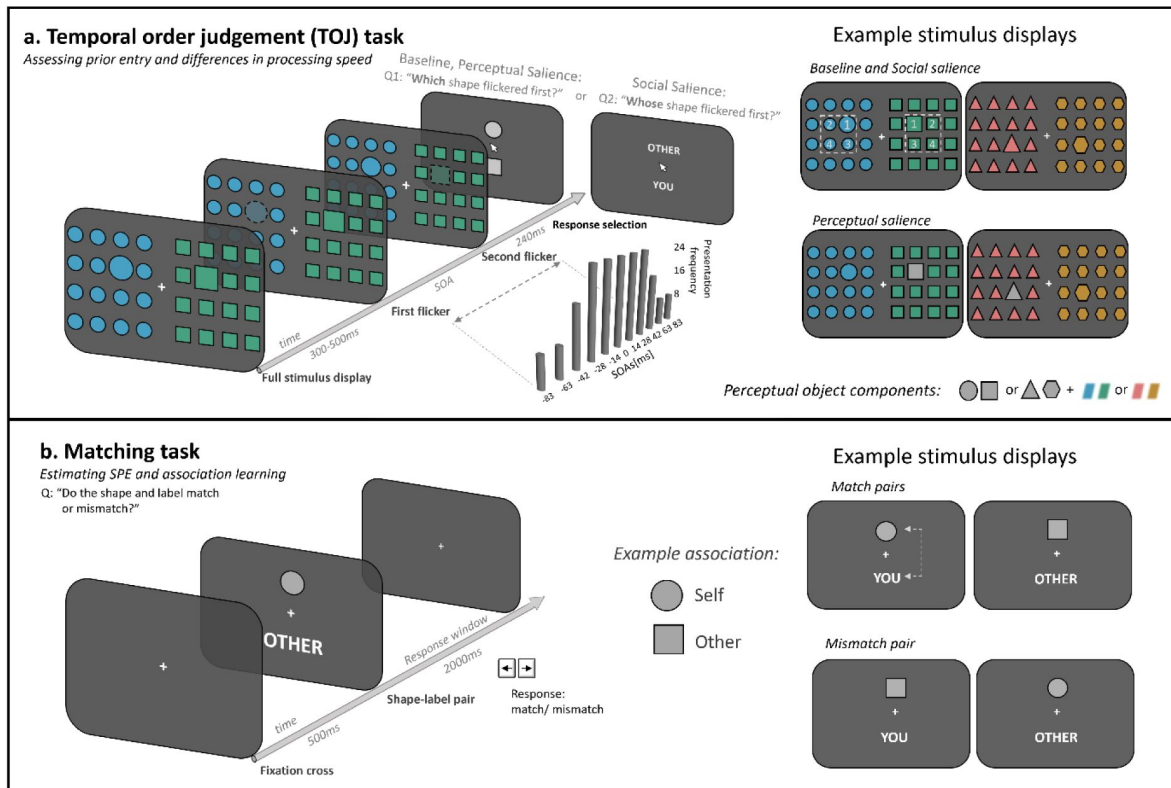 a. Temporal order judgement (TOJ) task
Assessing prior entry and differences in processing speed
Baseline, Perceptual Salience:
Q1: “Which shape flickered first?”
or
Social Salience:
Q2: “Whose shape flickered first?”
OTHER
YOU
Response selection
240ms
Second flicker
SOA
First flicker
time
300-500ms
Full stimulus display
Presentation
frequency
24
16
8
-83
-63
-42
-28
-14
0
14
28
42
63
83
SOAs[ms]
Example stimulus displays
Baseline and Social salience
2 1
4 3
1 2
3 4
Perceptual salience
Perceptual object components:
or
+
or
b. Matching task
Estimating SPE and association learning
Q: “Do the shape and label match
or mismatch?”
OTHER
Response window
2000ms
Shape-label pair
time
500ms
Fixation cross
Response:
match/ mismatch
Example association:
Self
Other
Example stimulus displays
Match pairs
YOU
OTHER
Mismatch pair
YOU
OTHER